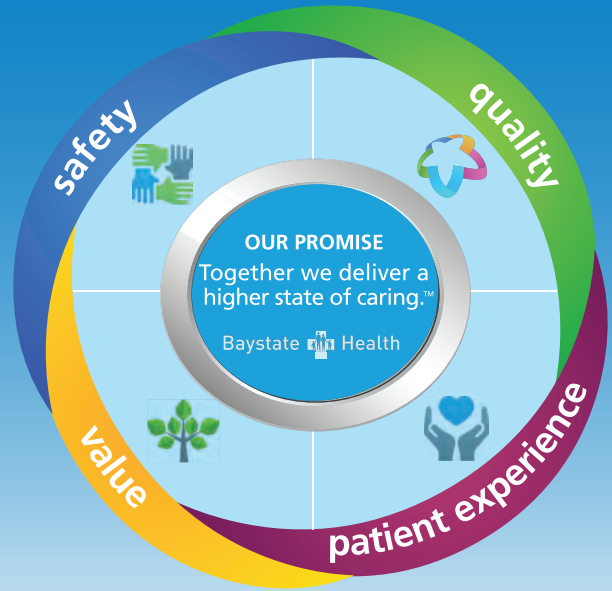 safety
quality
OUR PROMISE
Together we deliver a
higher state of caring.™
Baystate Health
value
patient experience